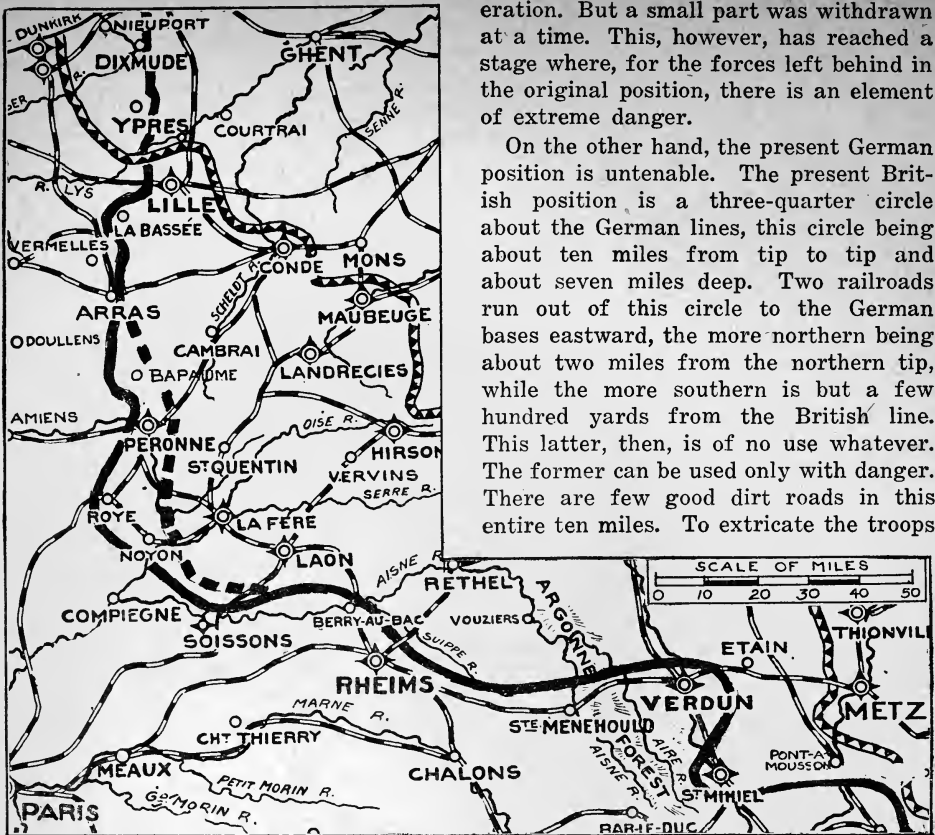 eration. But a small part was withdrawn
at a time. This, however, has reached a
stage where, for the forces left behind in
the original position, there is an element
of extreme danger.
On the other hand, the present German
position is untenable. The present Brit-
ish position is a three-quarter circle
about the German lines, this circle being
about ten miles from tip to tip and
about seven miles deep. Two railroads
run out of this circle to the German
bases eastward, the more northern being
about two miles from the northern tip,
while the more southern is but a few
hundred yards from the British line.
This latter, then, is of no use whatever.
The former can be used only with danger.
There are few good dirt roads in this
entire ten miles. To extricate the troops
DUNKIRK
NIEUPORT
DIXMUDE
GHENT
R.
YPRES
COURTRAI
SENNE R.
R. LYS
LILLE
LA BASSÉE
VERMELLES
CONDE
MONS
SCHELDT R.
ARRAS
MAUBEUGE
DOULLENS
CAMBRAI
LANDRECIES
BAPAUME
AMIENS
OISE R.
PERONNE
HIRSON
ST QUENTIN
VERVINS
SERRE R.
ROYE
LA FERE
NOYON
LAON
AISNE R.
RETHEL
SCALE OF MILES
0 10 20 30 40 50
COMPIEGNE
BERRY-AU-BAC
VOUZIERS
ARGONNE
THIONVIL
SOISSONS
SUIPPE R.
ETAIN
RHEIMS
VERDUN
METZ
MARNE R.
STE MENEHOULD
CHT THIERRY
FOREST
AIRE R.
AISNE R.
PONT-A-
MOUSSON
MEAUX
CHALONS
PETIT MORIN R.
ST MIHIEL
GD MORIN R.
PARIS
BAR-LE-DUC